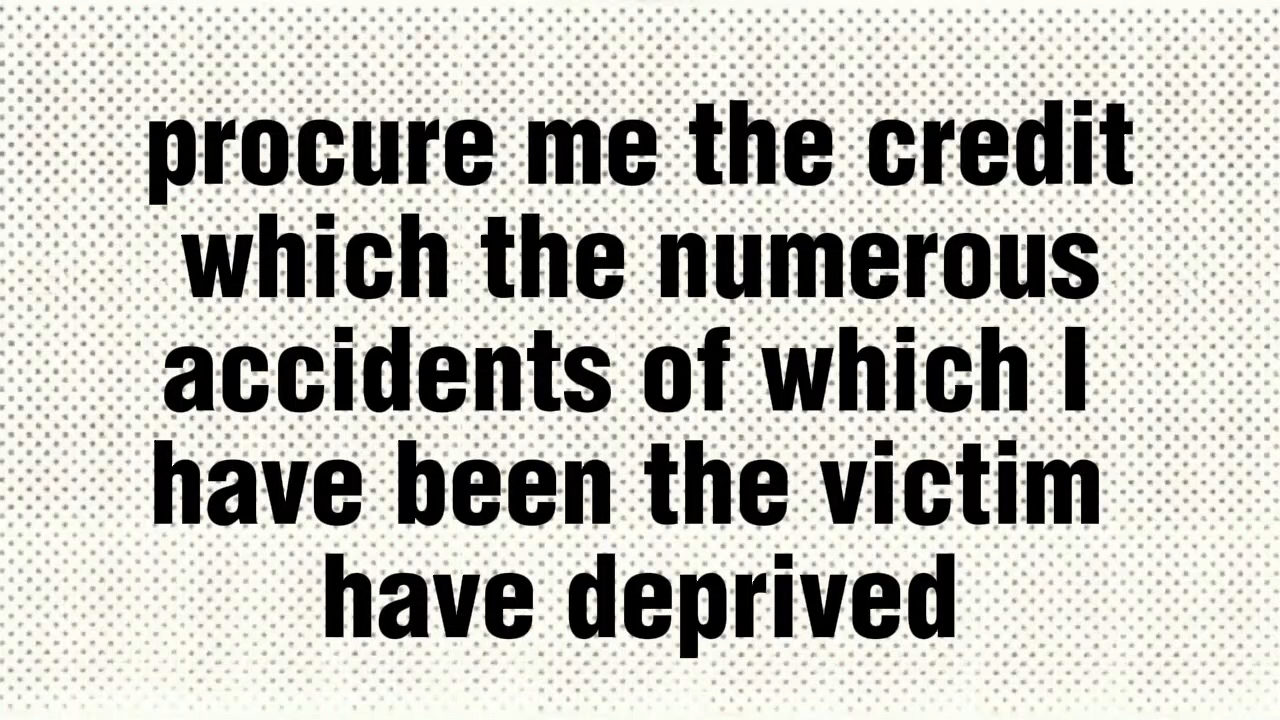 procure me the credit
which the numerous
accidents of which I
have been the victim
have deprived